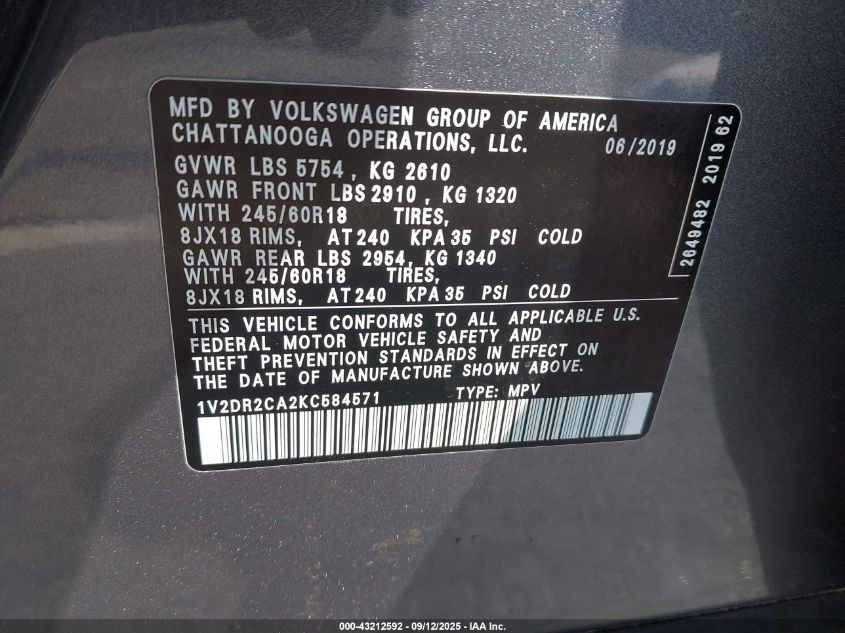 MFD BY VOLKSWAGEN GROUP OF AMERICA
CHATTANOOGA OPERATIONS, LLC. 06/2019
GVWR LBS 5754 , KG 2610
GAWR FRONT LBS 2910 , KG 1320
WITH 245/60R18 TIRES,
8JX18 RIMS, AT 240 KPA 35 PSI COLD
GAWR REAR LBS 2954, KG 1340
WITH 245/60R18 TIRES,
8JX18 RIMS, AT 240 KPA 35 PSI COLD
THIS VEHICLE CONFORMS TO ALL APPLICABLE U.S.
FEDERAL MOTOR VEHICLE SAFETY AND
THEFT PREVENTION STANDARDS IN EFFECT ON
THE DATE OF MANUFACTURE SHOWN ABOVE.
1V2DR2CA2KC584571 TYPE: MPV
2649482 2019 62
000-43212592 - 09/12/2025 - IAA Inc.